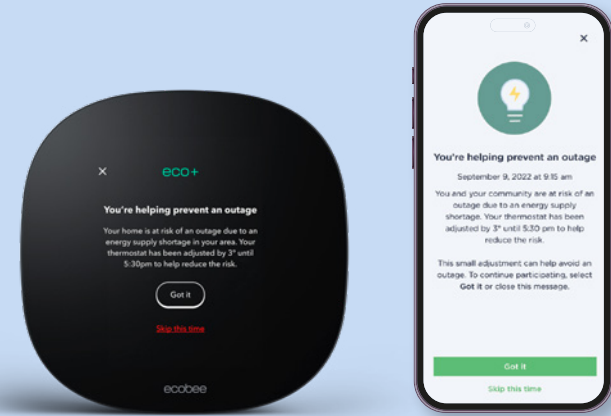 eco+
You're helping prevent an outage
Your home is at risk of an outage due to an
energy supply shortage in your area. Your
thermostat has been adjusted by 3° until
5:30pm to help reduce the risk.
Got it
Skip this time
ecobee
You're helping prevent an outage
September 9, 2022 at 9:15 am
You and your community are at risk of an
outage due to an energy supply
shortage. Your thermostat has been
adjusted by 3° until 5:30 pm to help
reduce the risk.
This small adjustment can help avoid an
outage. To continue participating, select
Got it or close this message.
Got it
Skip this time